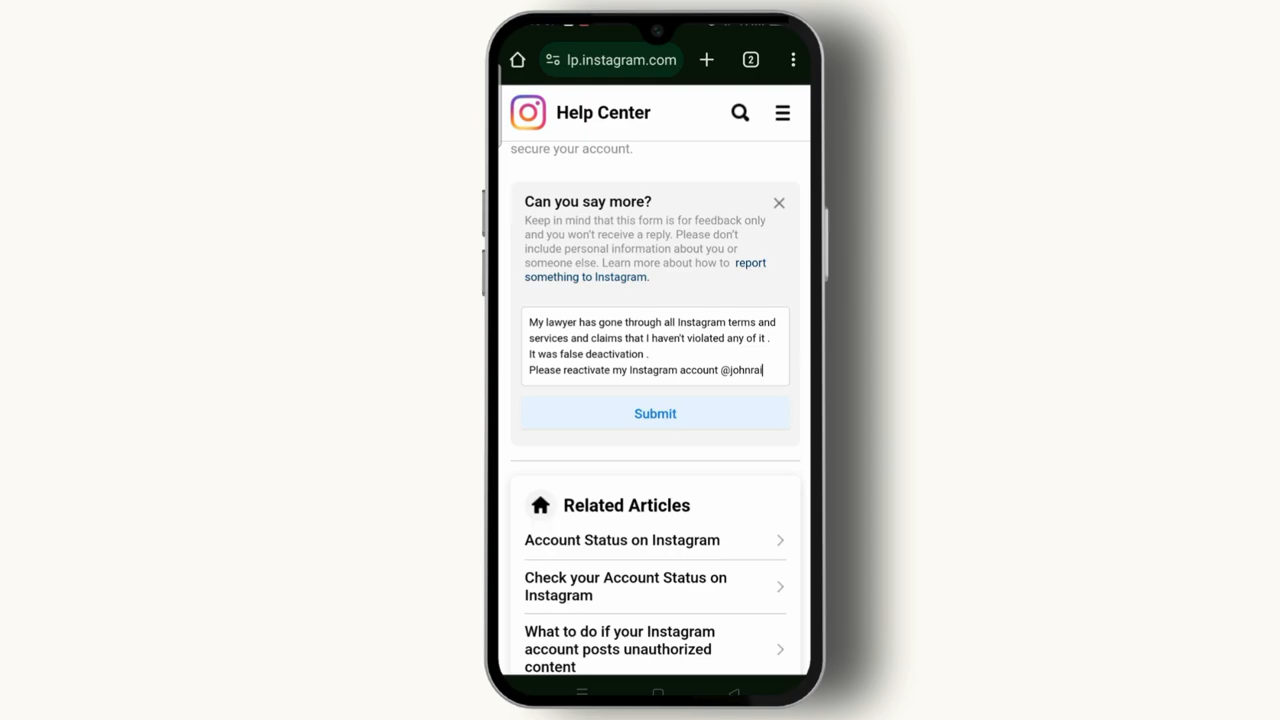 lp.instagram.com
2
Help Center
secure your account.
Can you say more?
Keep in mind that this form is for feedback only
and you won't receive a reply. Please don't
include personal information about you or
someone else. Learn more about how to report
something to Instagram.
My lawyer has gone through all Instagram terms and
services and claims that I haven't violated any of it .
It was false deactivation .
Please reactivate my Instagram account @johnrai
Submit
Related Articles
Account Status on Instagram
Check your Account Status on
Instagram
What to do if your Instagram
account posts unauthorized
content